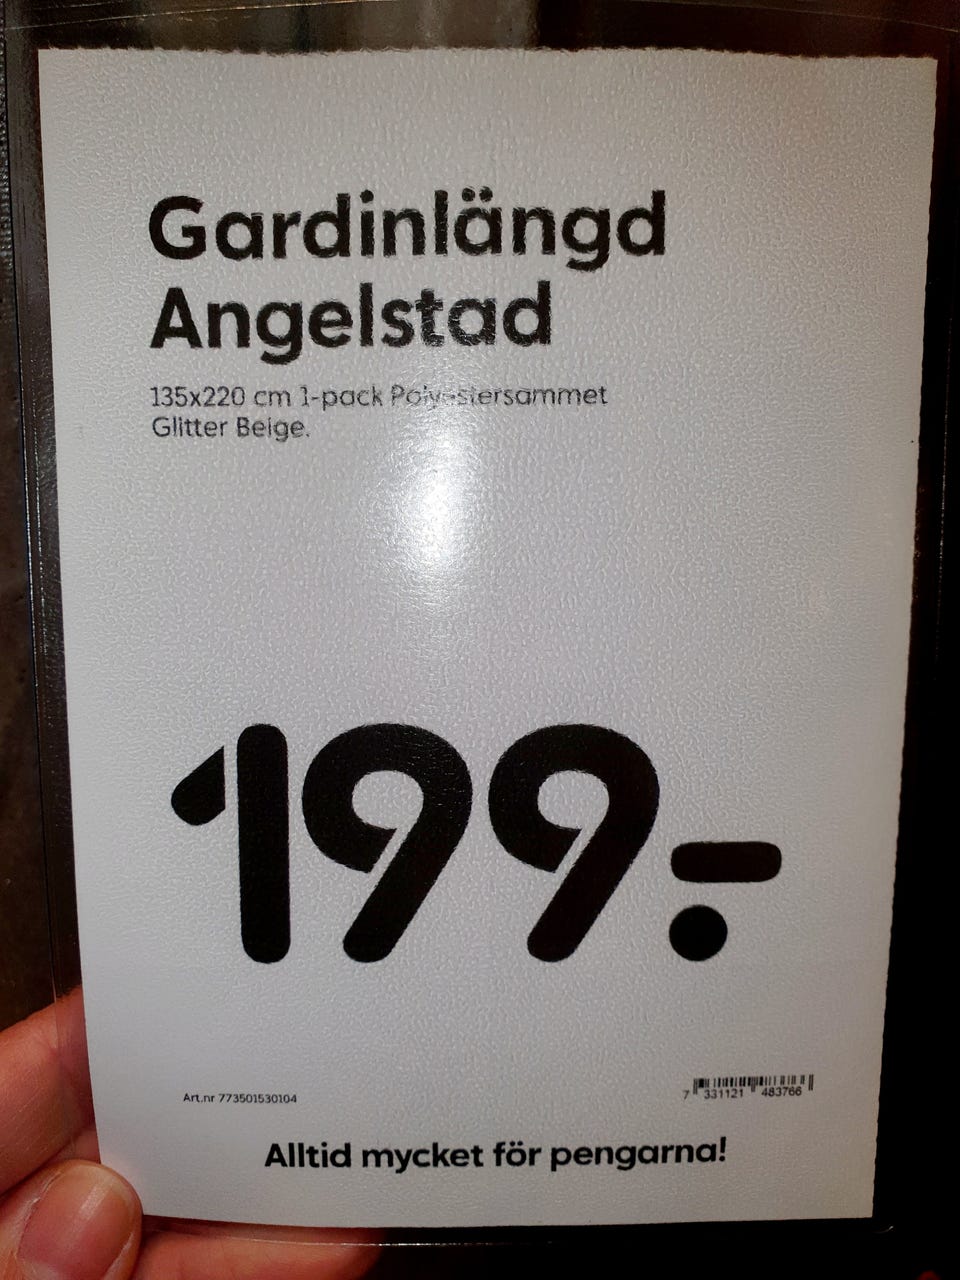 Gardinlängd
Angelstad
135x220 cm 1-pack Polyestersammet
Glitter Beige.
199.-
Art.nr 773501530104
7 331121 483766
Alltid mycket för pengarna!